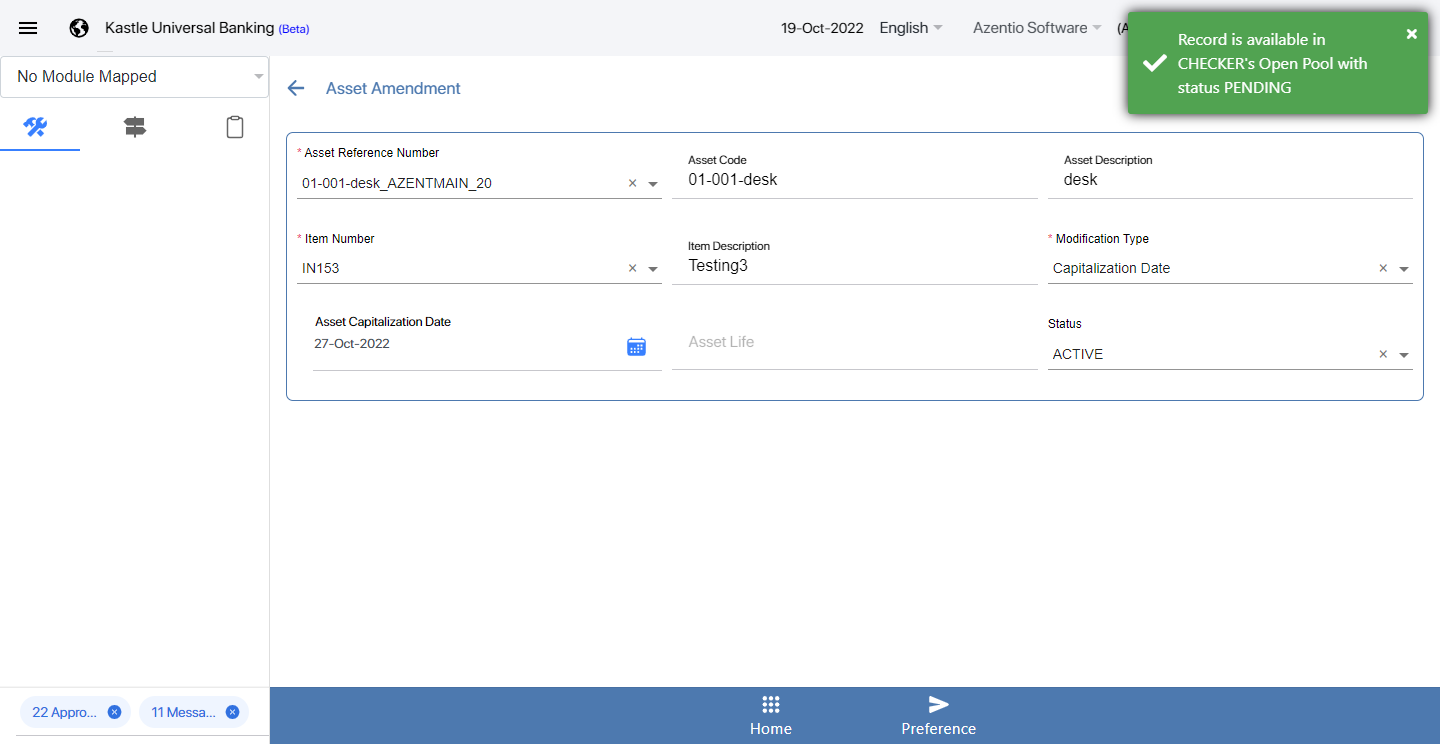 Kastle Universal Banking (Beta)
19-Oct-2022
English
Azentio Software
Record is available in
CHECKER's Open Pool with
status PENDING
No Module Mapped
Asset Amendment
* Asset Reference Number
01-001-desk_AZENTMAIN_20
Asset Code
01-001-desk
Asset Description
desk
* Item Number
IN153
Item Description
Testing3
* Modification Type
Capitalization Date
Asset Capitalization Date
27-Oct-2022
Asset Life
Status
ACTIVE
22 Appro...
11 Messa...
Home
Preference